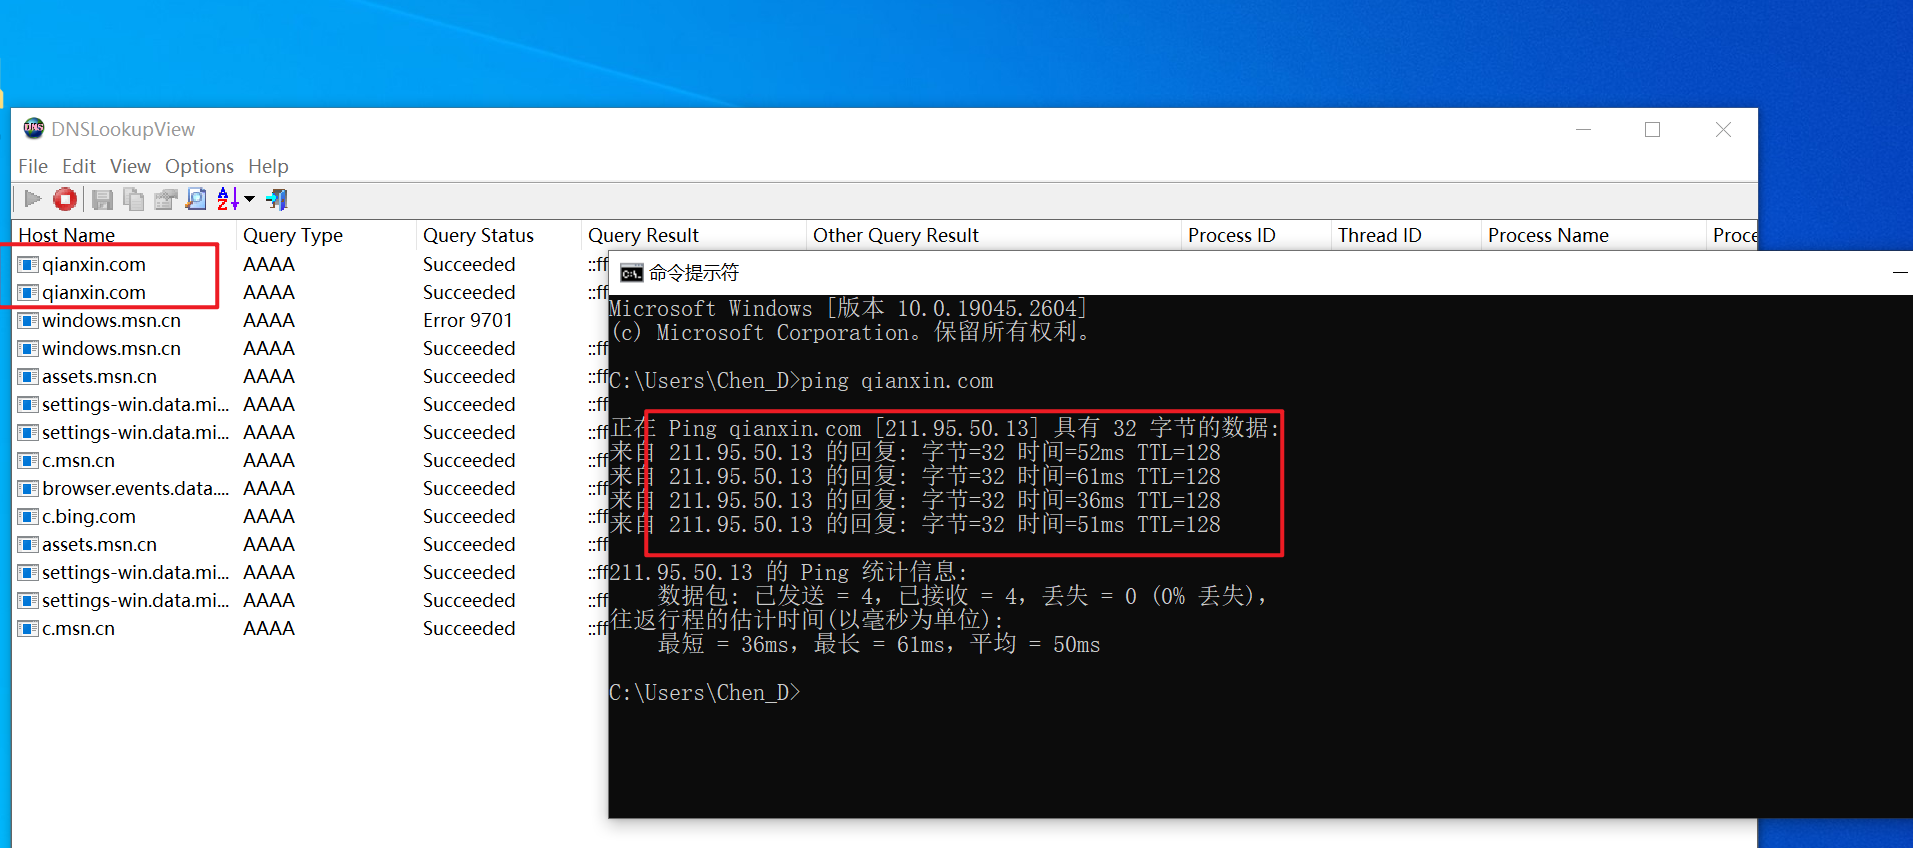 DNSLookupView
File Edit View Options Help
Host Name Query Type Query Status Query Result Other Query Result Process ID Thread ID Process Name Proce
qianxin.com AAAA Succeeded ::ff
qianxin.com AAAA Succeeded ::ff
windows.msn.cn AAAA Error 9701
windows.msn.cn AAAA Succeeded ::ff
assets.msn.cn AAAA Succeeded ::ff
settings-win.data.mi... AAAA Succeeded ::ff
settings-win.data.mi... AAAA Succeeded ::ff
c.msn.cn AAAA Succeeded ::ff
browser.events.data.... AAAA Succeeded ::ff
c.bing.com AAAA Succeeded ::ff
assets.msn.cn AAAA Succeeded ::ff
settings-win.data.mi... AAAA Succeeded ::ff
settings-win.data.mi... AAAA Succeeded ::ff
c.msn.cn AAAA Succeeded ::ff
命令提示符
Microsoft Windows [版本 10.0.19045.2604]
(c) Microsoft Corporation。保留所有权利。
C:\Users\Chen_D>ping qianxin.com
正在 Ping qianxin.com [211.95.50.13] 具有 32 字节的数据:
来自 211.95.50.13 的回复: 字节=32 时间=52ms TTL=128
来自 211.95.50.13 的回复: 字节=32 时间=61ms TTL=128
来自 211.95.50.13 的回复: 字节=32 时间=36ms TTL=128
来自 211.95.50.13 的回复: 字节=32 时间=51ms TTL=128
211.95.50.13 的 Ping 统计信息:
数据包: 已发送 = 4，已接收 = 4，丢失 = 0 (0% 丢失)，
往返行程的估计时间(以毫秒为单位):
最短 = 36ms，最长 = 61ms，平均 = 50ms
C:\Users\Chen_D>